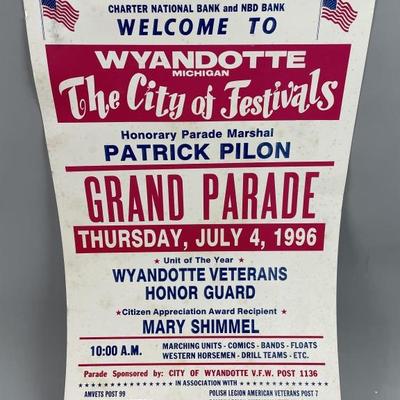 CHARTER NATIONAL BANK and NBD BANK
WELCOME TO
WYANDOTTE
MICHIGAN
The City of Festivals
Honorary Parade Marshal
PATRICK PILON
GRAND PARADE
THURSDAY, JULY 4, 1996
★ Unit of The Year ★
WYANDOTTE VETERANS
HONOR GUARD
★ Citizen Appreciation Award Recipient ★
MARY SHIMMEL
10:00 A.M.
MARCHING UNITS - COMICS - BANDS - FLOATS
WESTERN HORSEMEN - DRILL TEAMS - ETC.
Parade Sponsored by: CITY OF WYANDOTTE V.F.W. POST 1136
IN ASSOCIATION WITH
AMVETS POST 99
POLISH LEGION AMERICAN VETERANS POST 7